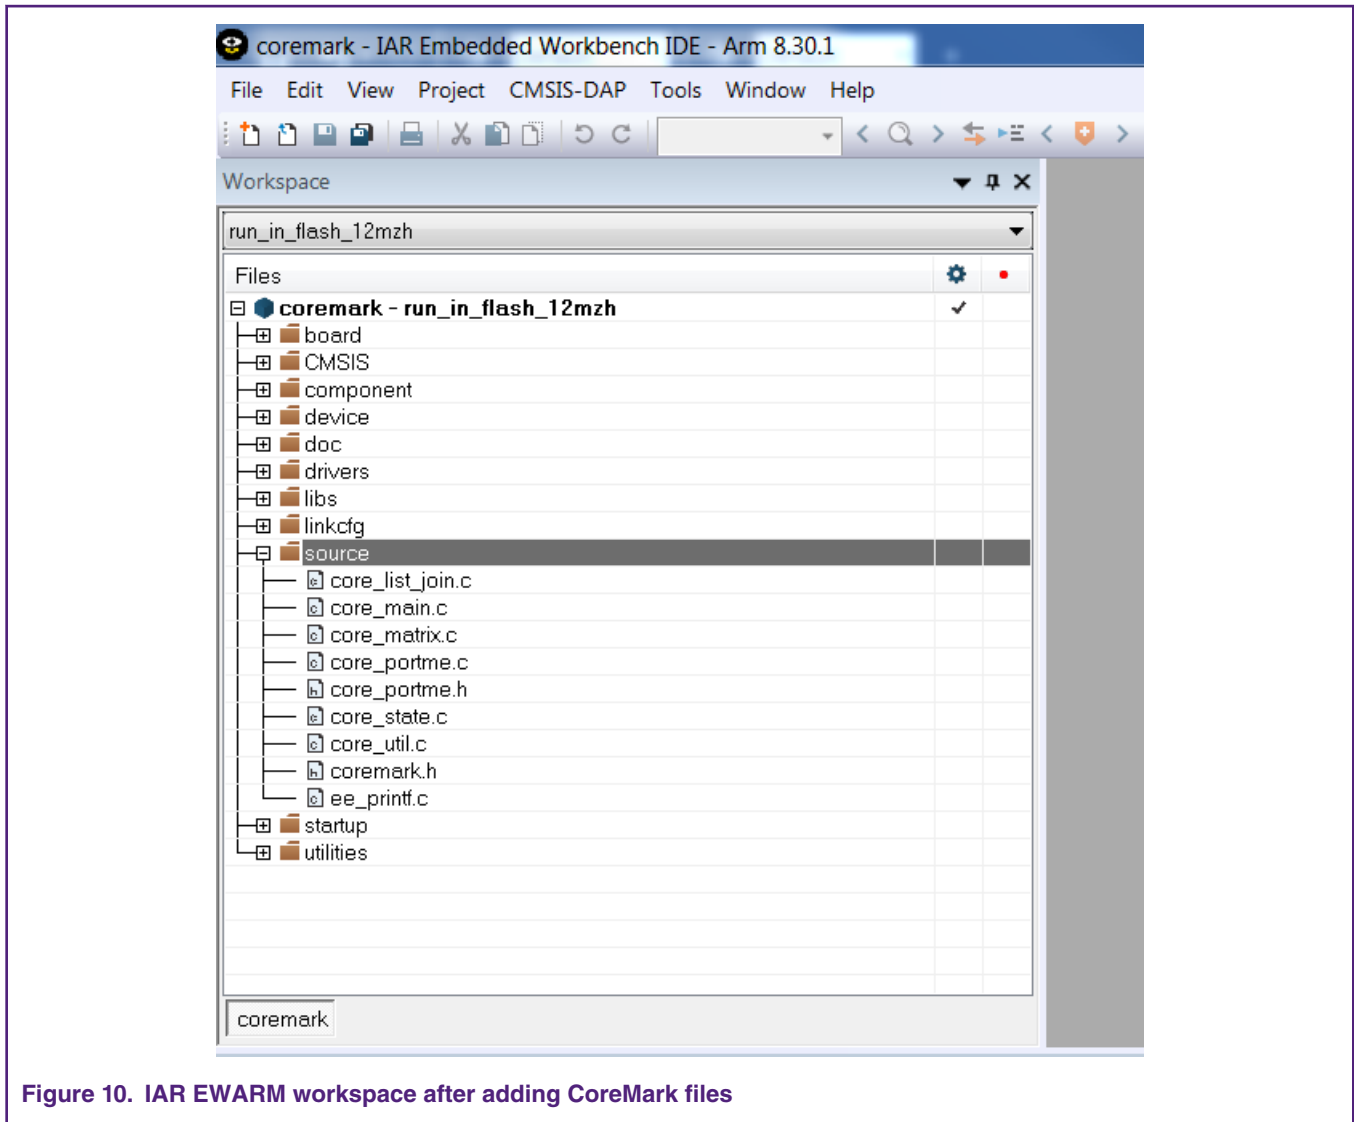 coremark - IAR Embedded Workbench IDE - Arm 8.30.1
File Edit View Project CMSIS-DAP Tools Window Help
Workspace
run_in_flash_12mzh
Files
coremark - run_in_flash_12mzh
board
CMSIS
component
device
doc
drivers
libs
linkcfg
source
core_list_join.c
core_main.c
core_matrix.c
core_portme.c
core_portme.h
core_state.c
core_util.c
coremark.h
ee_printf.c
startup
utilities
coremark
Figure 10. IAR EWARM workspace after adding CoreMark files